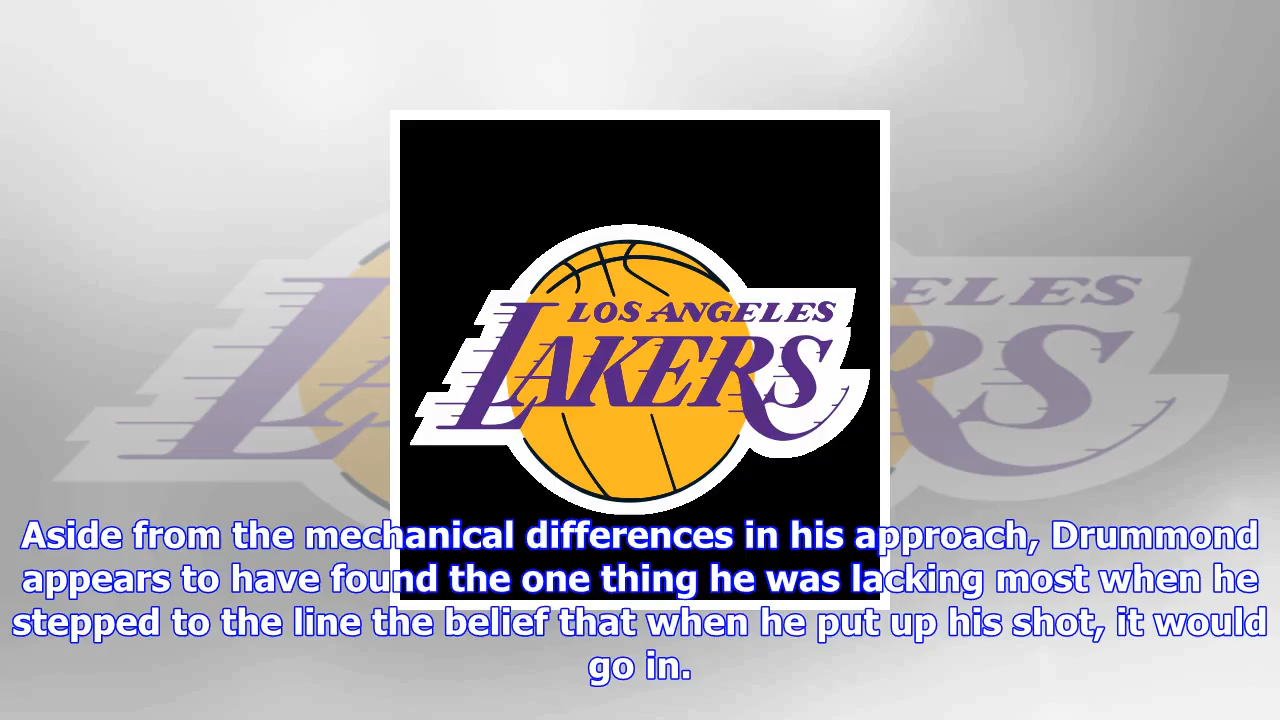 LOS ANGELES
LAKERS
ELES
Aside from the mechanical differences in his approach, Drummond
appears to have found the one thing he was lacking most when he
stepped to the line the belief that when he put up his shot, it would
go in.